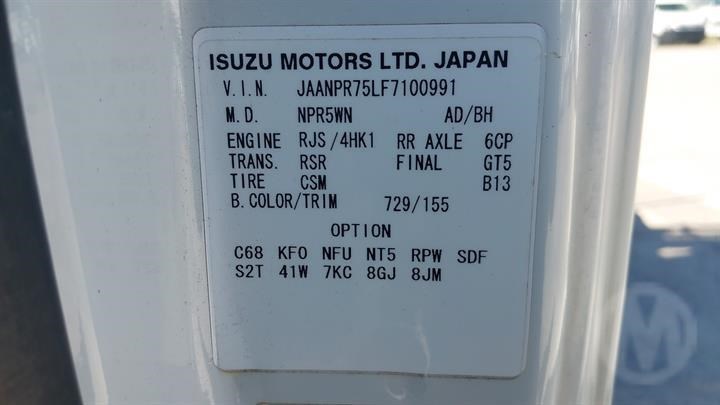 ISUZU MOTORS LTD. JAPAN
V.I.N. JAANPR75LF7100991
M.D. NPR5WN AD/BH
ENGINE RJS/4HK1 RR AXLE 6CP
TRANS. RSR FINAL GT5
TIRE CSM B13
B.COLOR/TRIM 729/155
OPTION
C68 KFO NFU NT5 RPW SDF
S2T 41W 7KC 8GJ 8JM
M